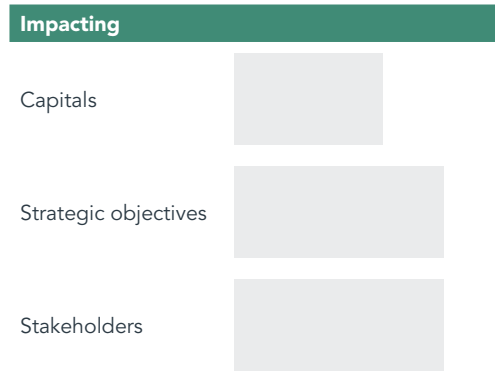 Impacting
Capitals
Strategic objectives
Stakeholders